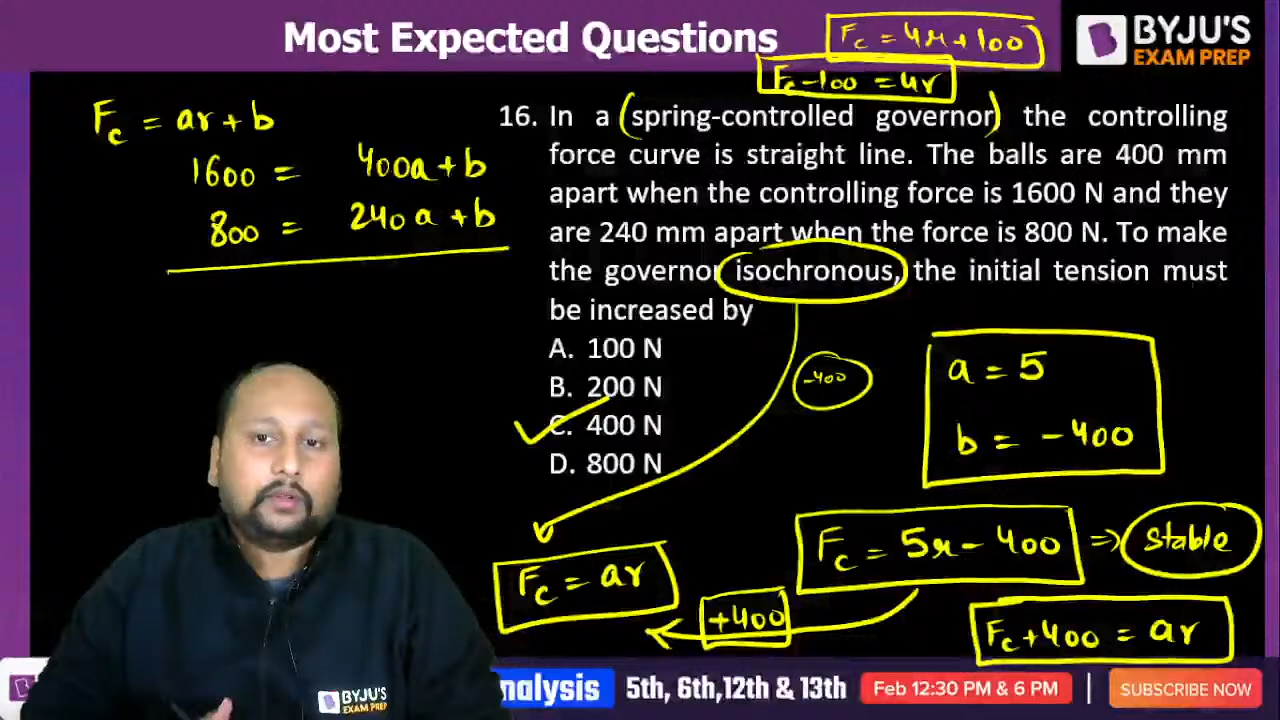 Most Expected Questions
Fc = 4r + 100
BYJU'S
EXAM PREP
Fc - 100 = 4r
Fc = ar + b
1600 = 400a + b
800 = 240a + b
16. In a (spring-controlled governor) the controlling
force curve is straight line. The balls are 400 mm
apart when the controlling force is 1600 N and they
are 240 mm apart when the force is 800 N. To make
the governor isochronous, the initial tension must
be increased by
A. 100 N
B. 200 N
C. 400 N
D. 800 N
-400
a = 5
b = -400
Fc = 5r - 400 => Stable
Fc = ar
+400
Fc + 400 = ar
BYJU'S
EXAM PREP
nalysis
5th, 6th,12th & 13th
Feb 12:30 PM & 6 PM
SUBSCRIBE NOW